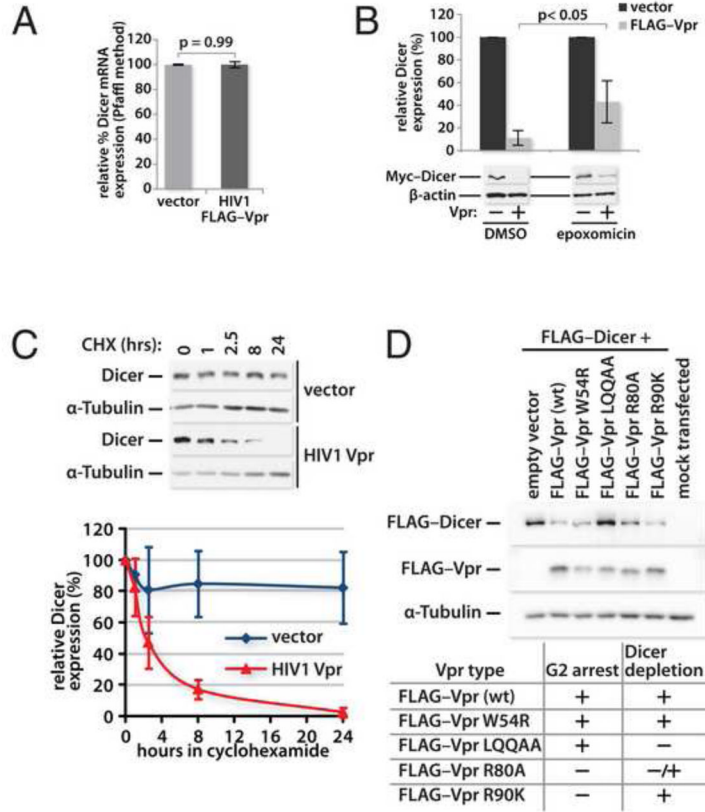 A
relative % Dicer mRNA
expression (Pfaffl method)
p = 0.99
120
100
80
60
40
20
0
vector
HIV1
FLAG–Vpr
B
vector
FLAG–Vpr
p< 0.05
relative Dicer
expression (%)
100
80
60
40
20
0
Myc–Dicer
β-actin
Vpr: − + − +
DMSO epoxomicin
C
CHX (hrs): 0 1 2.5 8 24
Dicer
α-Tubulin
vector
Dicer
α-Tubulin
HIV1 Vpr
relative Dicer
expression (%)
120
100
80
60
40
20
0
vector
HIV1 Vpr
0 4 8 12 16 20 24
hours in cyclohexamide
D
FLAG–Dicer +
empty vector
FLAG–Vpr (wt)
FLAG–Vpr W54R
FLAG–Vpr LQQAA
FLAG–Vpr R80A
FLAG–Vpr R90K
mock transfected
FLAG–Dicer
FLAG–Vpr
α-Tubulin
Vpr type G2 arrest Dicer depletion
FLAG–Vpr (wt) + +
FLAG–Vpr W54R + +
FLAG–Vpr LQQAA + −
FLAG–Vpr R80A − −/+
FLAG–Vpr R90K − +